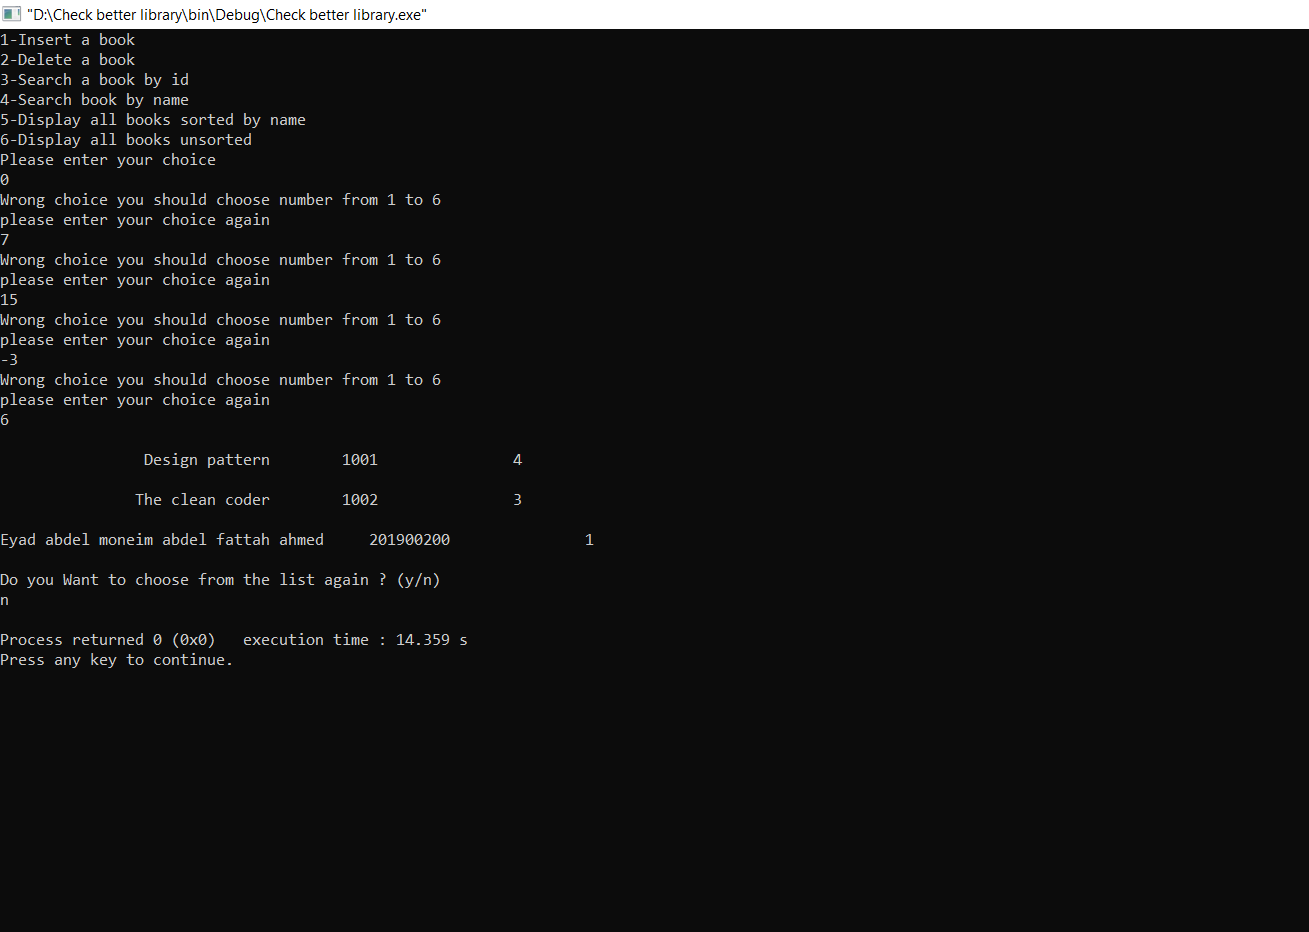 "D:\Check better library\bin\Debug\Check better library.exe"
1-Insert a book
2-Delete a book
3-Search a book by id
4-Search book by name
5-Display all books sorted by name
6-Display all books unsorted
Please enter your choice
0
Wrong choice you should choose number from 1 to 6
please enter your choice again
7
Wrong choice you should choose number from 1 to 6
please enter your choice again
15
Wrong choice you should choose number from 1 to 6
please enter your choice again
-3
Wrong choice you should choose number from 1 to 6
please enter your choice again
6
Design pattern 1001 4
The clean coder 1002 3
Eyad abdel moneim abdel fattah ahmed 201900200 1
Do you Want to choose from the list again ? (y/n)
n
Process returned 0 (0x0) execution time : 14.359 s
Press any key to continue.